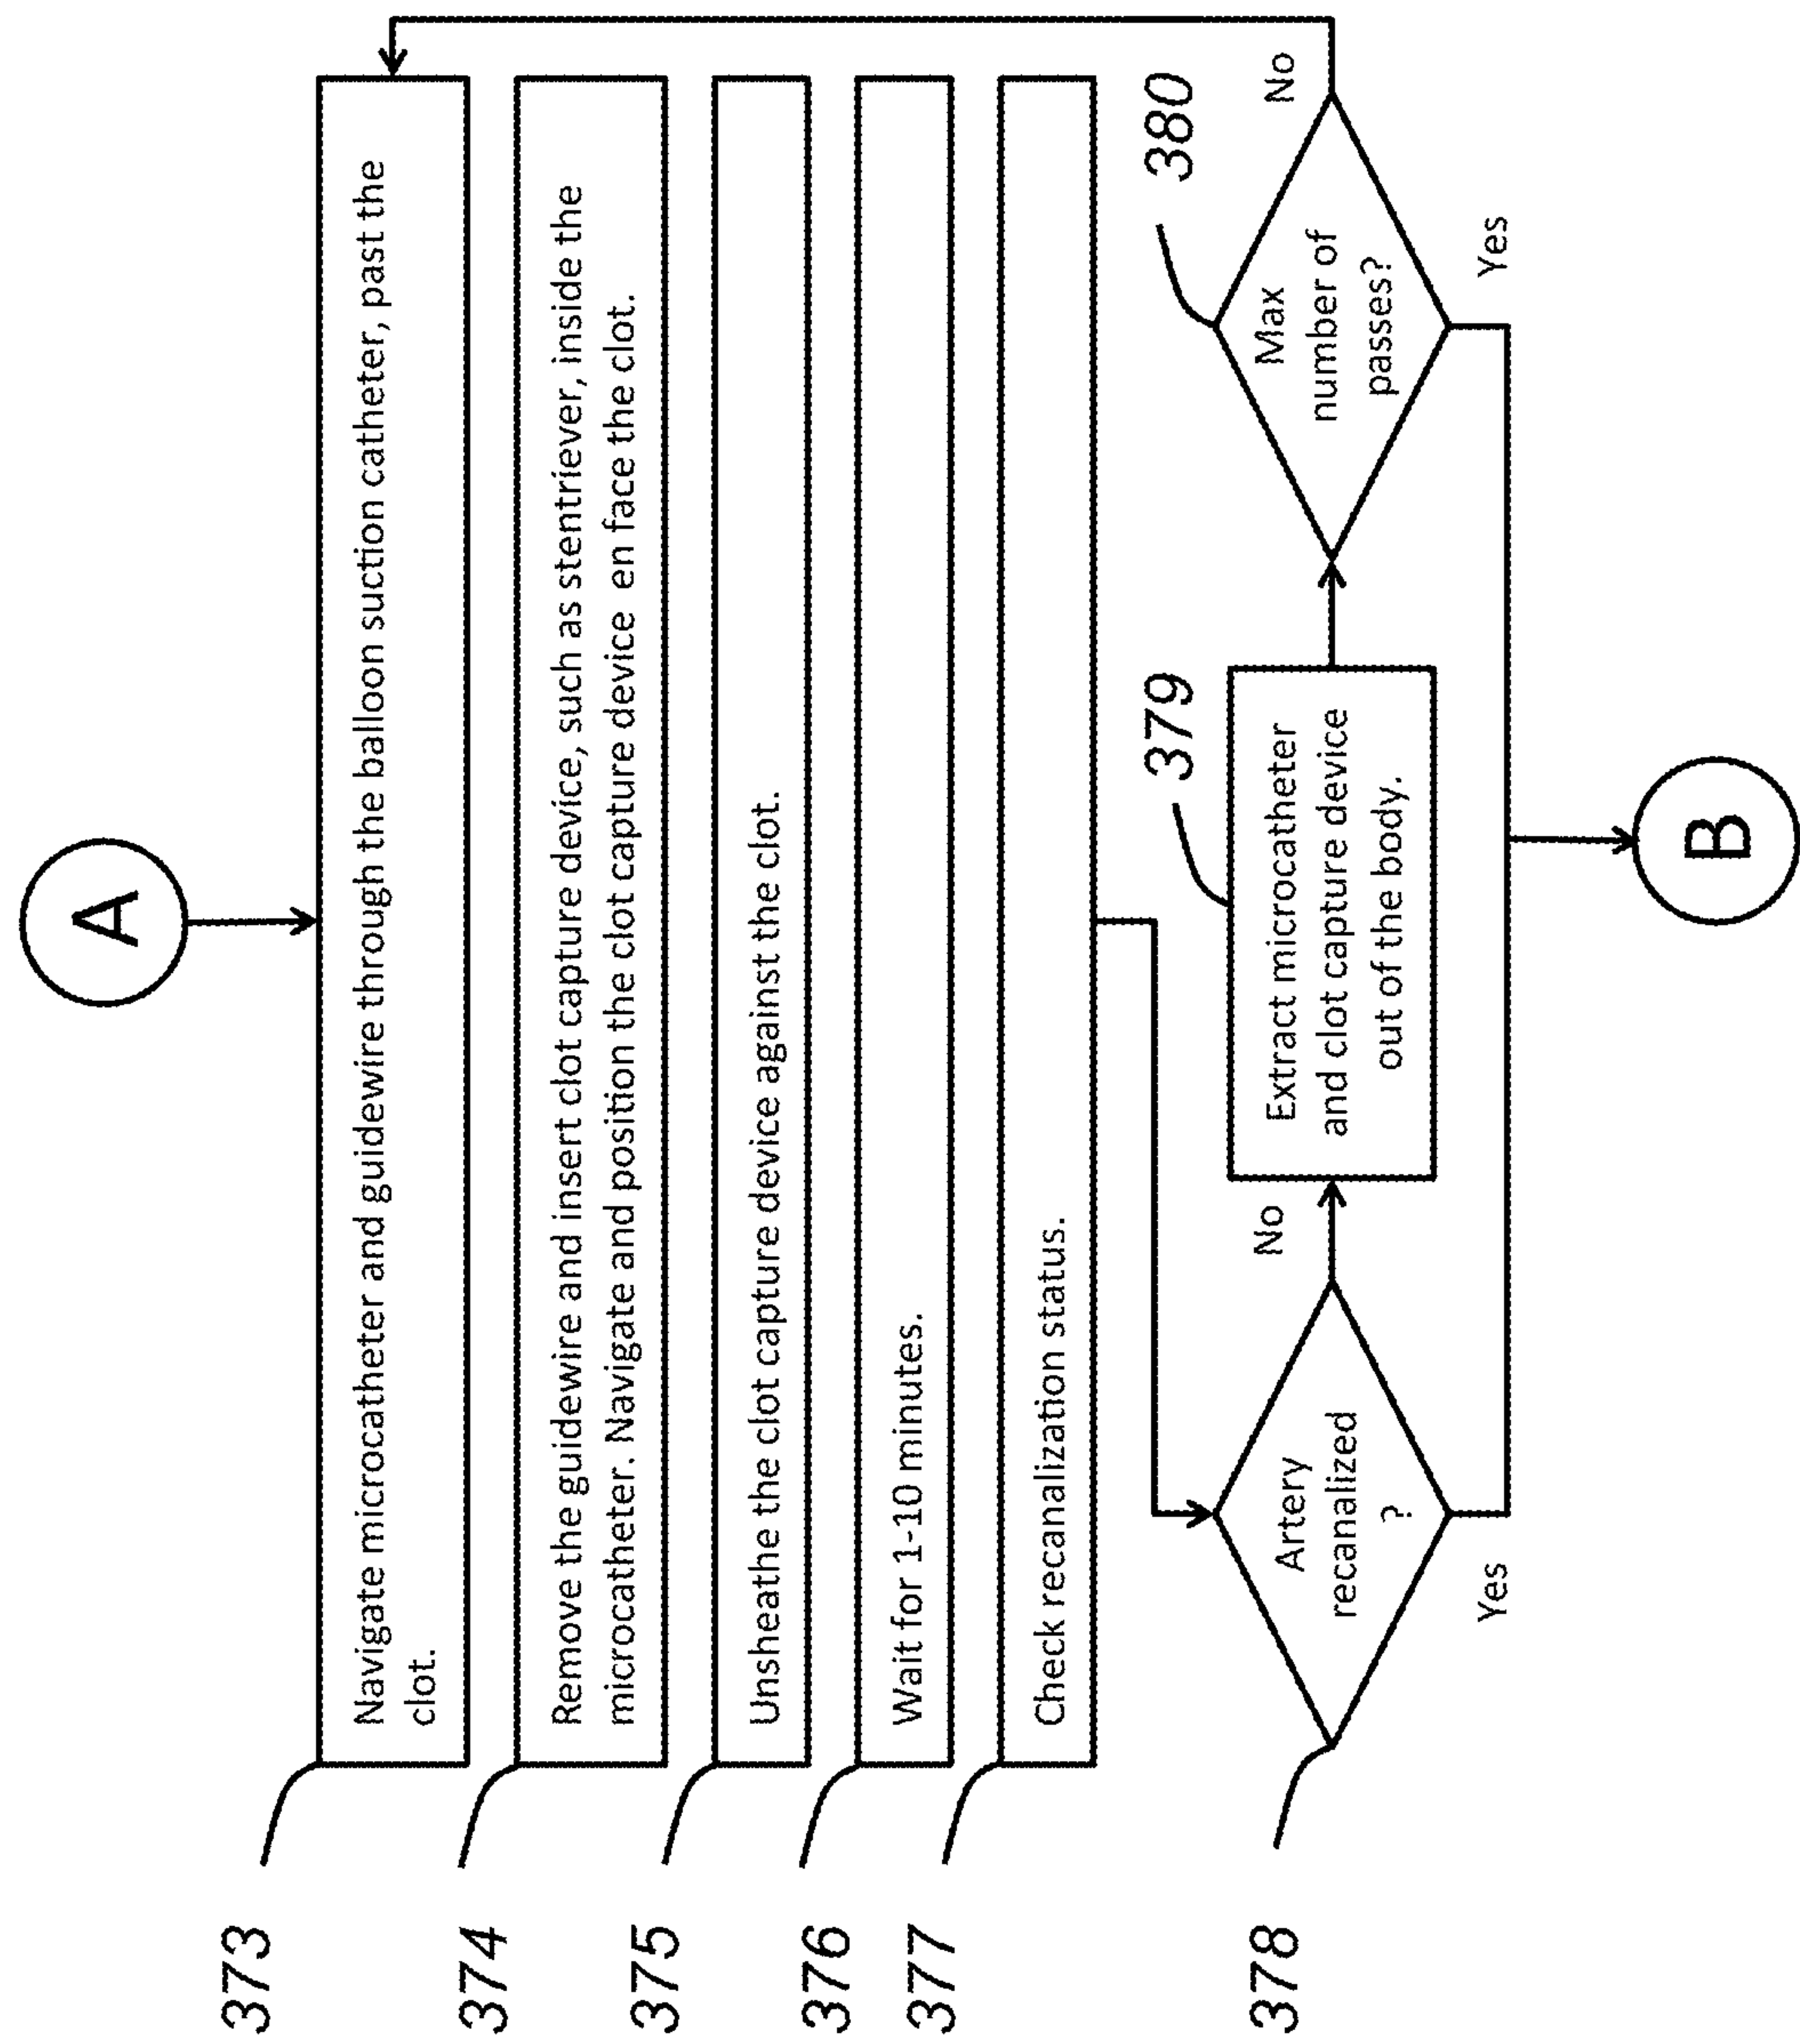 A
373
Navigate microcatheter and guidewire through the balloon suction catheter, past the
clot.
374
Remove the guidewire and insert clot capture device, such as stentriever, inside the
microcatheter. Navigate and position the clot capture device en face the clot.
375
Unsheathe the clot capture device against the clot.
376
Wait for 1-10 minutes.
377
Check recanalization status.
378
Artery
recanalized
?
No
Yes
379
Extract microcatheter
and clot capture device
out of the body.
380
Max
number of
passes?
No
Yes
B